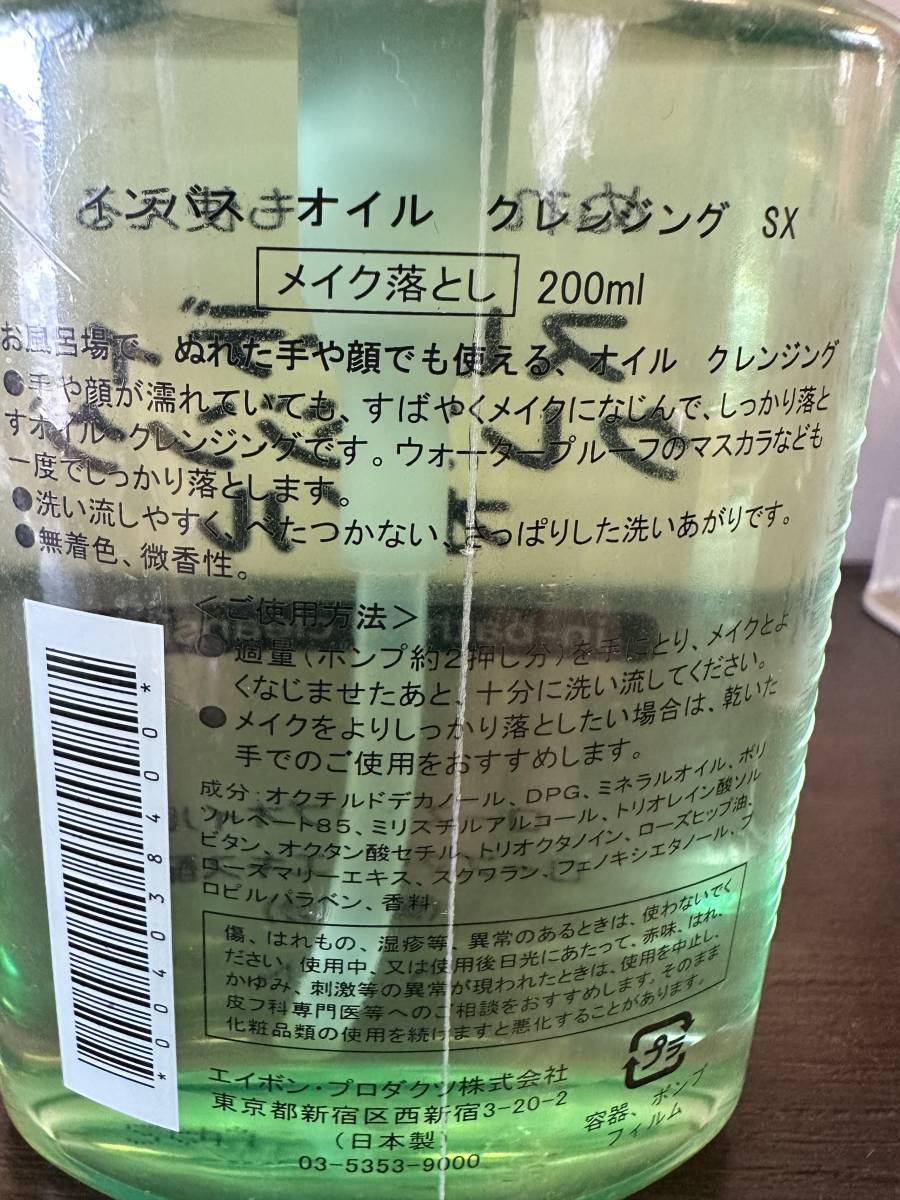 インバス オイル クレンジング SX
メイク落とし 200ml
お風呂場で、ぬれた手や顔でも使える、オイル クレンジング
●手や顔が濡れていても、すばやくメイクになじんで、しっかり落と
すオイル クレンジングです。ウォータープルーフのマスカラなども
一度でしっかり落とします。
●洗い流しやすく、べたつかない、さっぱりした洗いあがりです。
●無着色、微香性。
＜ご使用方法＞
●適量（ポンプ約2押し分）を手にとり、メイクとよ
くなじませたあと、十分に洗い流してください。
●メイクをよりしっかり落としたい場合は、乾いた
手でのご使用をおすすめします。
成分：オクチルドデカノール、DPG、ミネラルオイル、ポリ
ソルベート85、ミリスチルアルコール、トリオレイン酸ソル
ビタン、オクタン酸セチル、トリオクタノイン、ローズヒップ油、
ローズマリーエキス、スクワラン、フェノキシエタノール、プ
ロピルパラベン、香料
傷、はれもの、湿疹等、異常のあるときは、使わないでく
ださい。使用中、又は使用後日光にあたって、赤味、はれ、
かゆみ、刺激等の異常が現われたときは、使用を中止し、
皮フ科専門医等へのご相談をおすすめします。そのまま
化粧品類の使用を続けますと悪化することがあります。
エイボン・プロダクツ株式会社
東京都新宿区西新宿3-20-2
（日本製）
03-5353-9000
プラ
容器、ポンプ
フィルム
*0040038400*